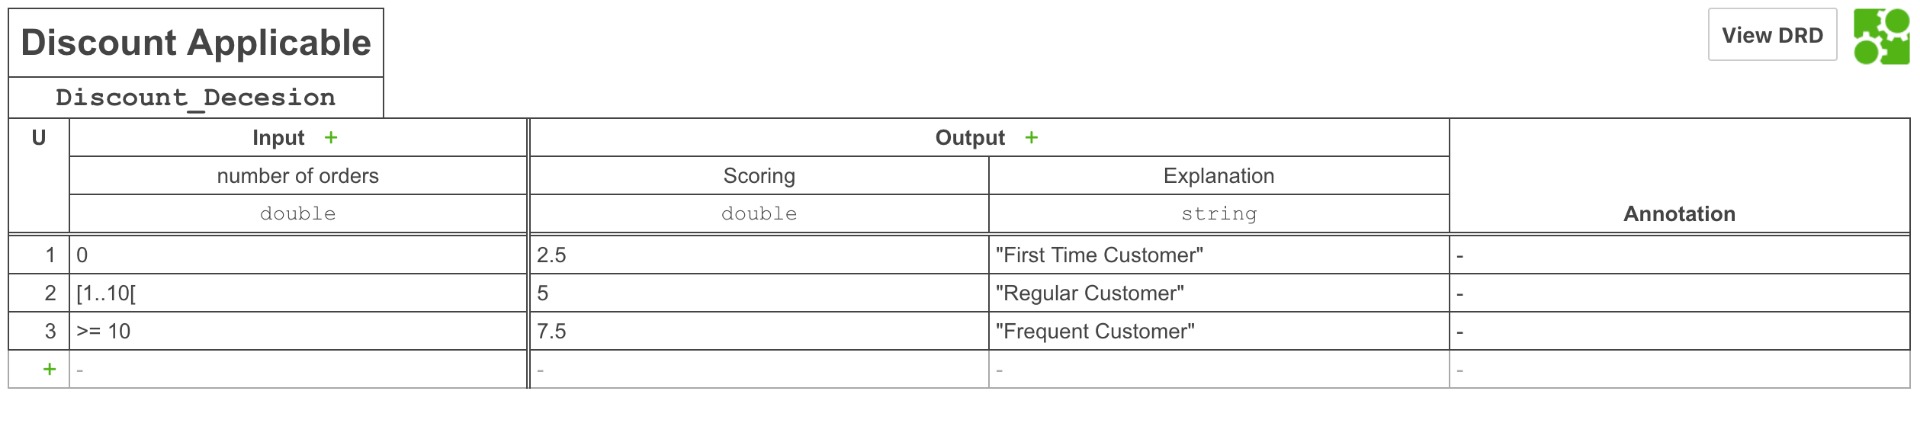 Discount Applicable
View DRD
Discount_Decesion
U Input + Output +
number of orders Scoring Explanation
double double string Annotation
1 0 2.5 "First Time Customer" -
2 [1..10[ 5 "Regular Customer" -
3 >= 10 7.5 "Frequent Customer" -
+ - - - -